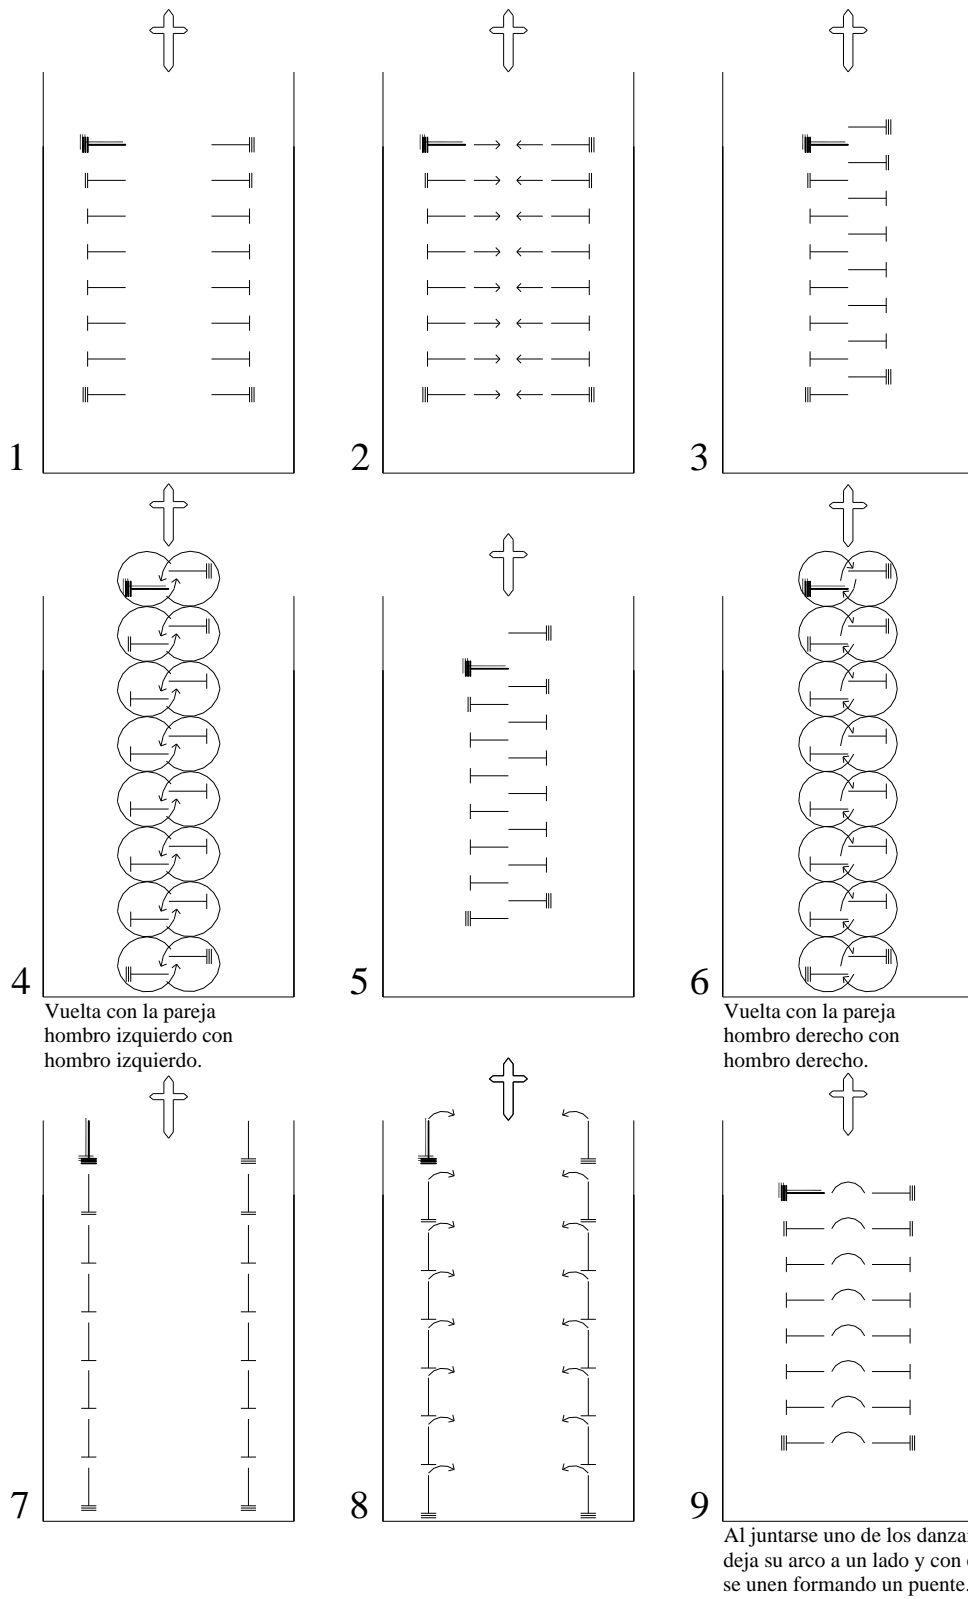 1
2
3
4
Vuelta con la pareja
hombro izquierdo con
hombro izquierdo.
5
6
Vuelta con la pareja
hombro derecho con
hombro derecho.
7
8
9
Al juntarse uno de los
deja su arco a un lado y con
se unen formando un puente.